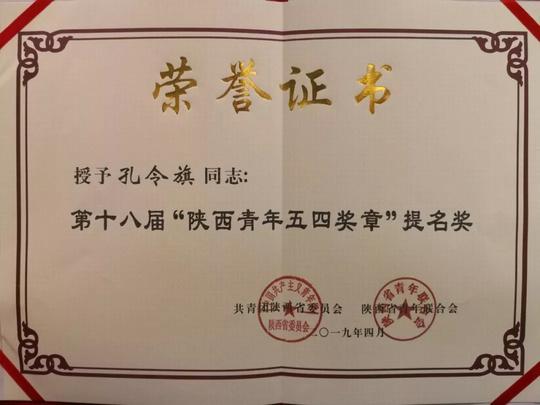 荣誉证书
授予孔令旗同志:
第十八届“陕西青年五四奖章”提名奖
共青团陕西省委员会 陕西省青年联合会
二〇一九年四月